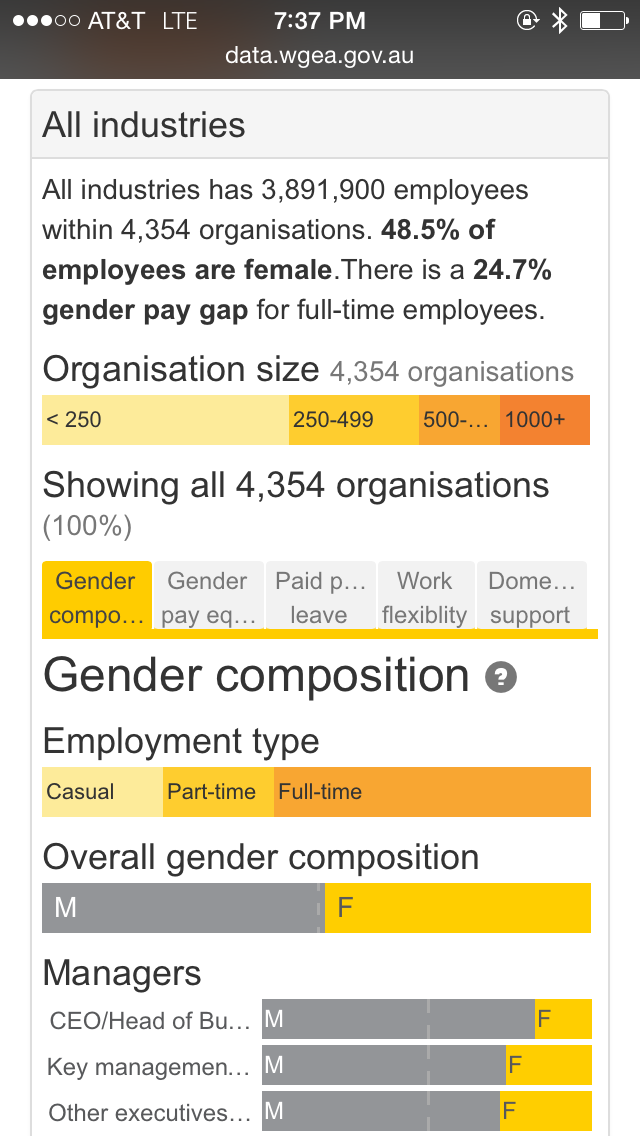 AT&T LTE 7:37 PM
data.wgea.gov.au
All industries
All industries has 3,891,900 employees
within 4,354 organisations. 48.5% of
employees are female.There is a 24.7%
gender pay gap for full-time employees.
Organisation size 4,354 organisations
< 250 250-499 500-... 1000+
Showing all 4,354 organisations
(100%)
Gender compo...
Gender pay eq...
Paid p... leave
Work flexiblity
Dome... support
Gender composition ?
Employment type
Casual Part-time Full-time
Overall gender composition
M F
Managers
CEO/Head of Bu... M F
Key managemen... M F
Other executives... M F